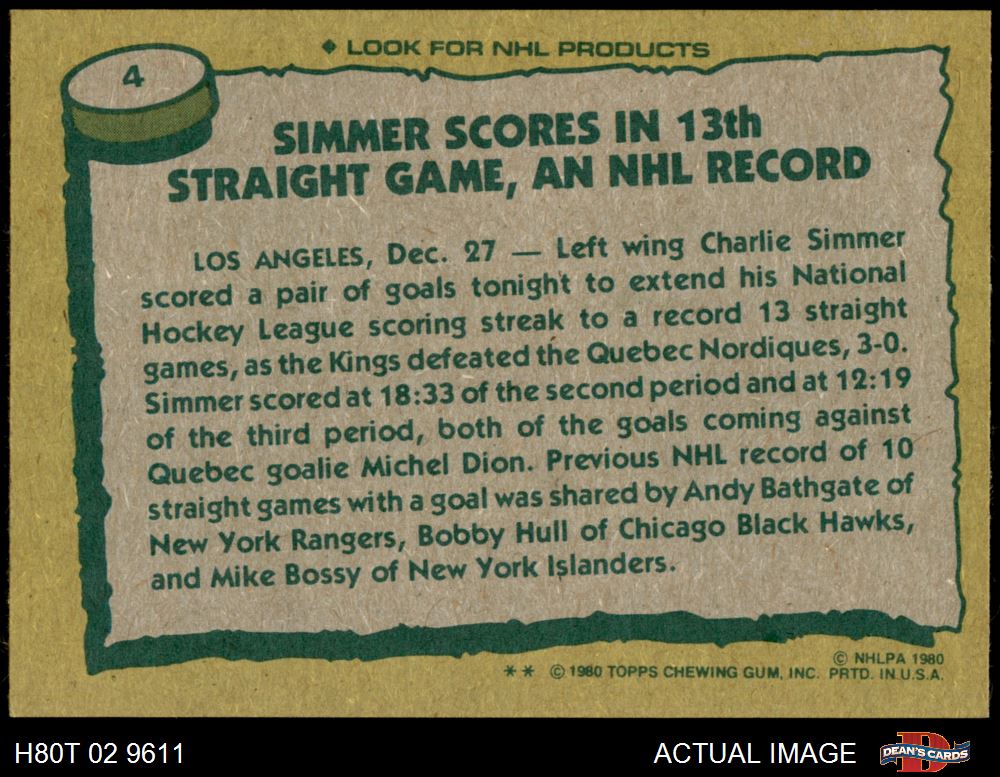 ◆ LOOK FOR NHL PRODUCTS
4
SIMMER SCORES IN 13th
STRAIGHT GAME, AN NHL RECORD
LOS ANGELES, Dec. 27 — Left wing Charlie Simmer
scored a pair of goals tonight to extend his National
Hockey League scoring streak to a record 13 straight
games, as the Kings defeated the Quebec Nordiques, 3-0.
Simmer scored at 18:33 of the second period and at 12:19
of the third period, both of the goals coming against
Quebec goalie Michel Dion. Previous NHL record of 10
straight games with a goal was shared by Andy Bathgate of
New York Rangers, Bobby Hull of Chicago Black Hawks,
and Mike Bossy of New York Islanders.
© NHLPA 1980
** © 1980 TOPPS CHEWING GUM, INC. PRTD. IN U.S.A.
H80T 02 9611
ACTUAL IMAGE
D
DEAN'S CARDS